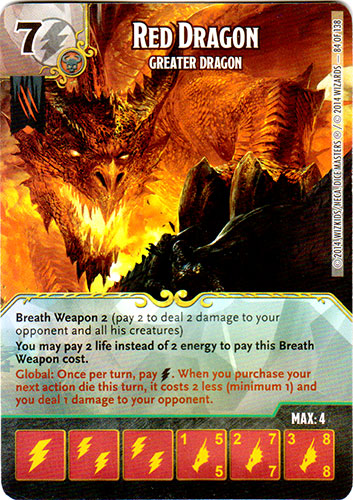 7
RED DRAGON
GREATER DRAGON
©2014 WIZKIDS/NECA/DICE MASTERS ®/© 2014 WIZARDS — 84 OF 138
Breath Weapon 2 (pay 2 to deal 2 damage to your
opponent and all his creatures)
You may pay 2 life instead of 2 energy to pay this Breath
Weapon cost.
Global: Once per turn, pay . When you purchase your
next action die this turn, it costs 2 less (minimum 1) and
you deal 1 damage to your opponent.
MAX: 4
1 5 5
2 7 7
3 8 8